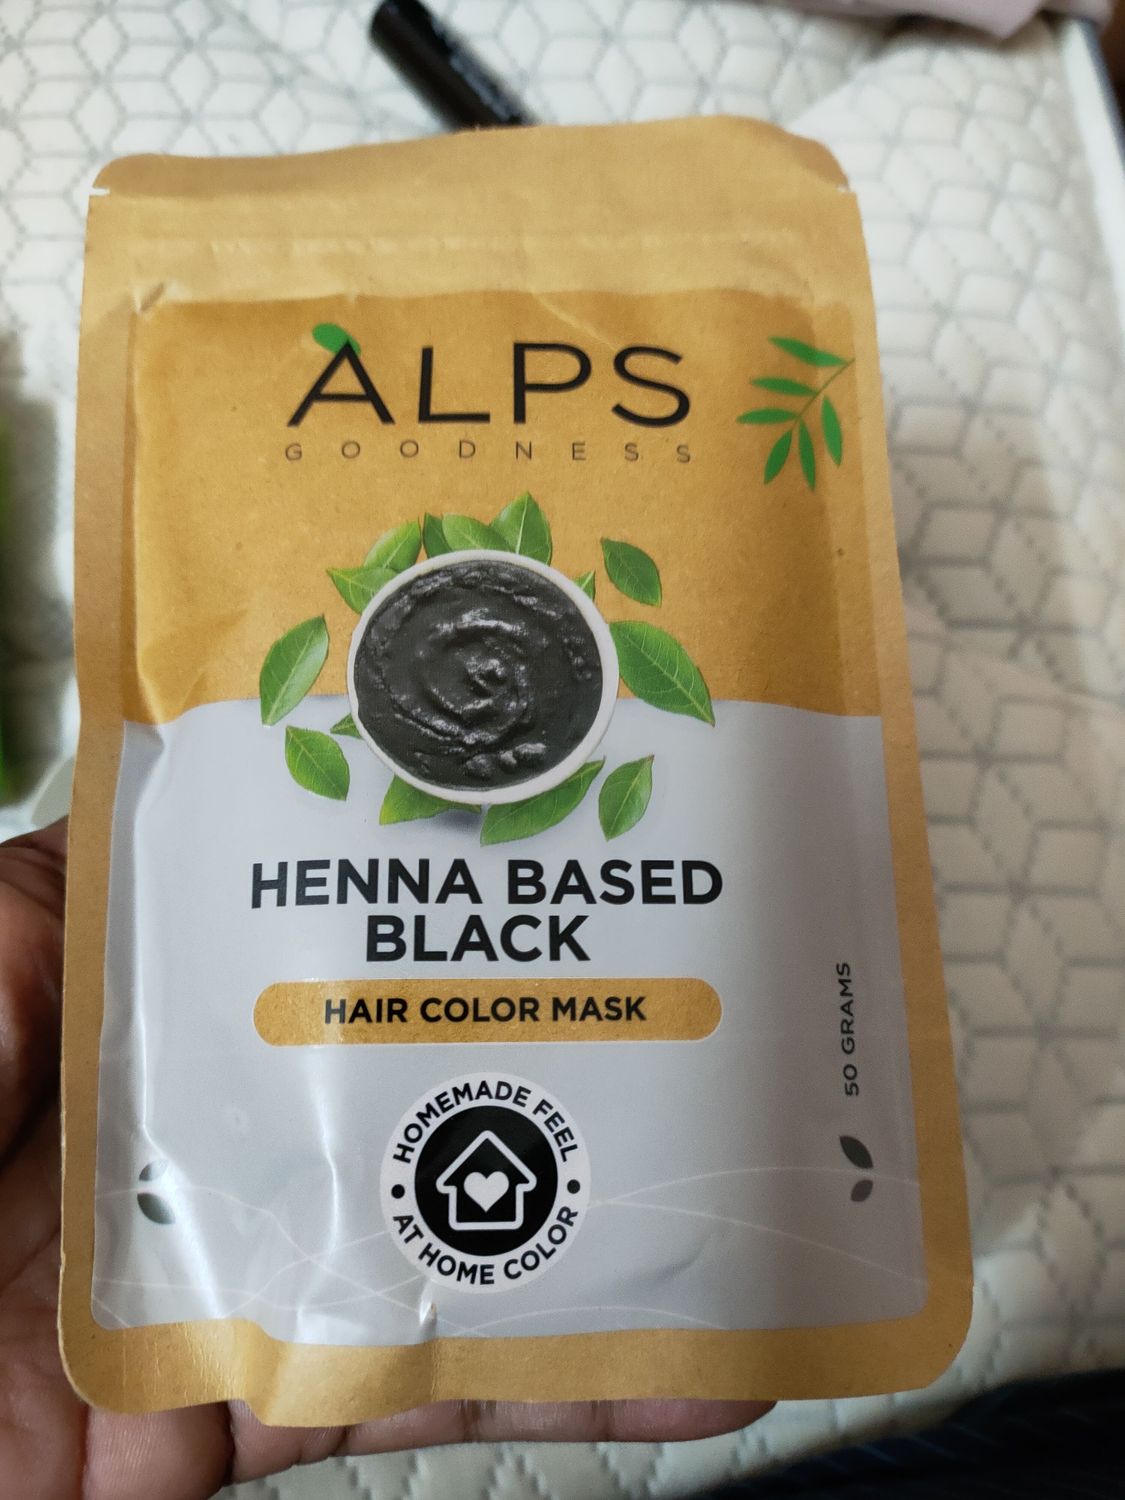 ALPS
GOODNESS
HENNA BASED
BLACK
HAIR COLOR MASK
50 GRAMS
HOMEMADE FEEL
AT HOME COLOR